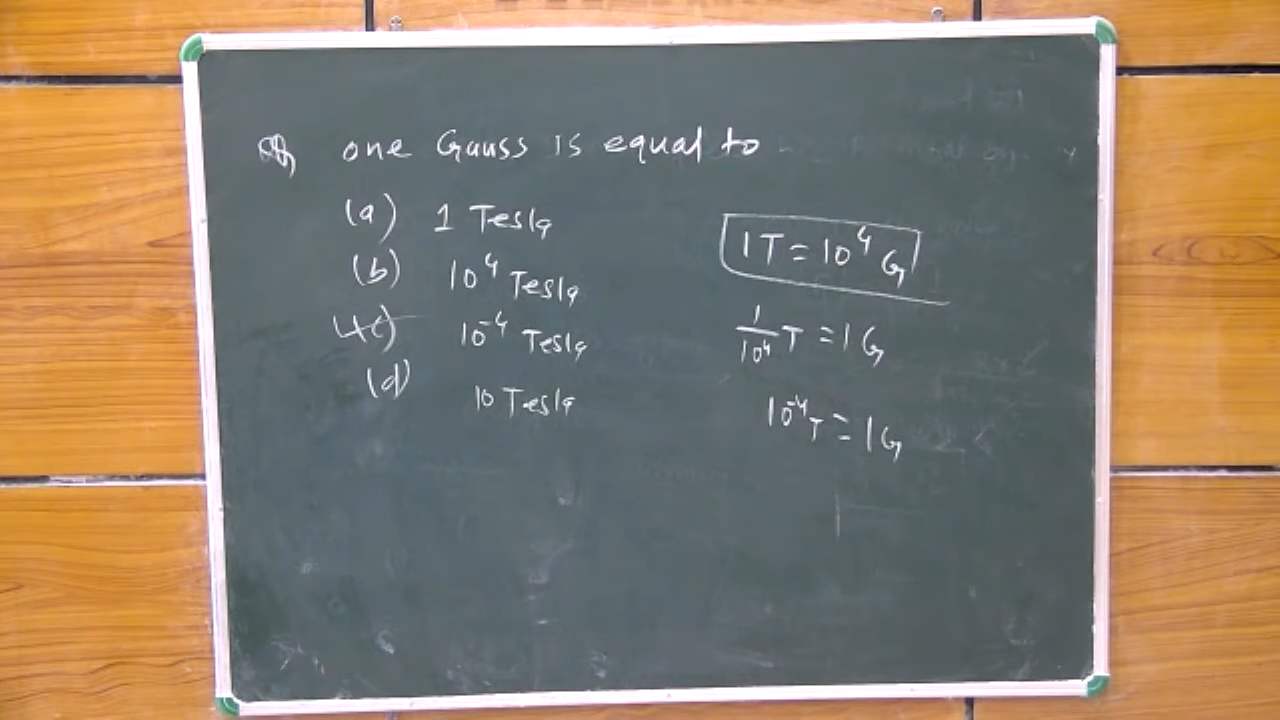 Q one Gauss is equal to
(a) 1 Tesla
(b) 10⁴ Tesla
(c) 10⁻⁴ Tesla
(d) 10 Tesla
1T = 10⁴ G
1/10⁴ T = 1 G
10⁻⁴ T = 1 G